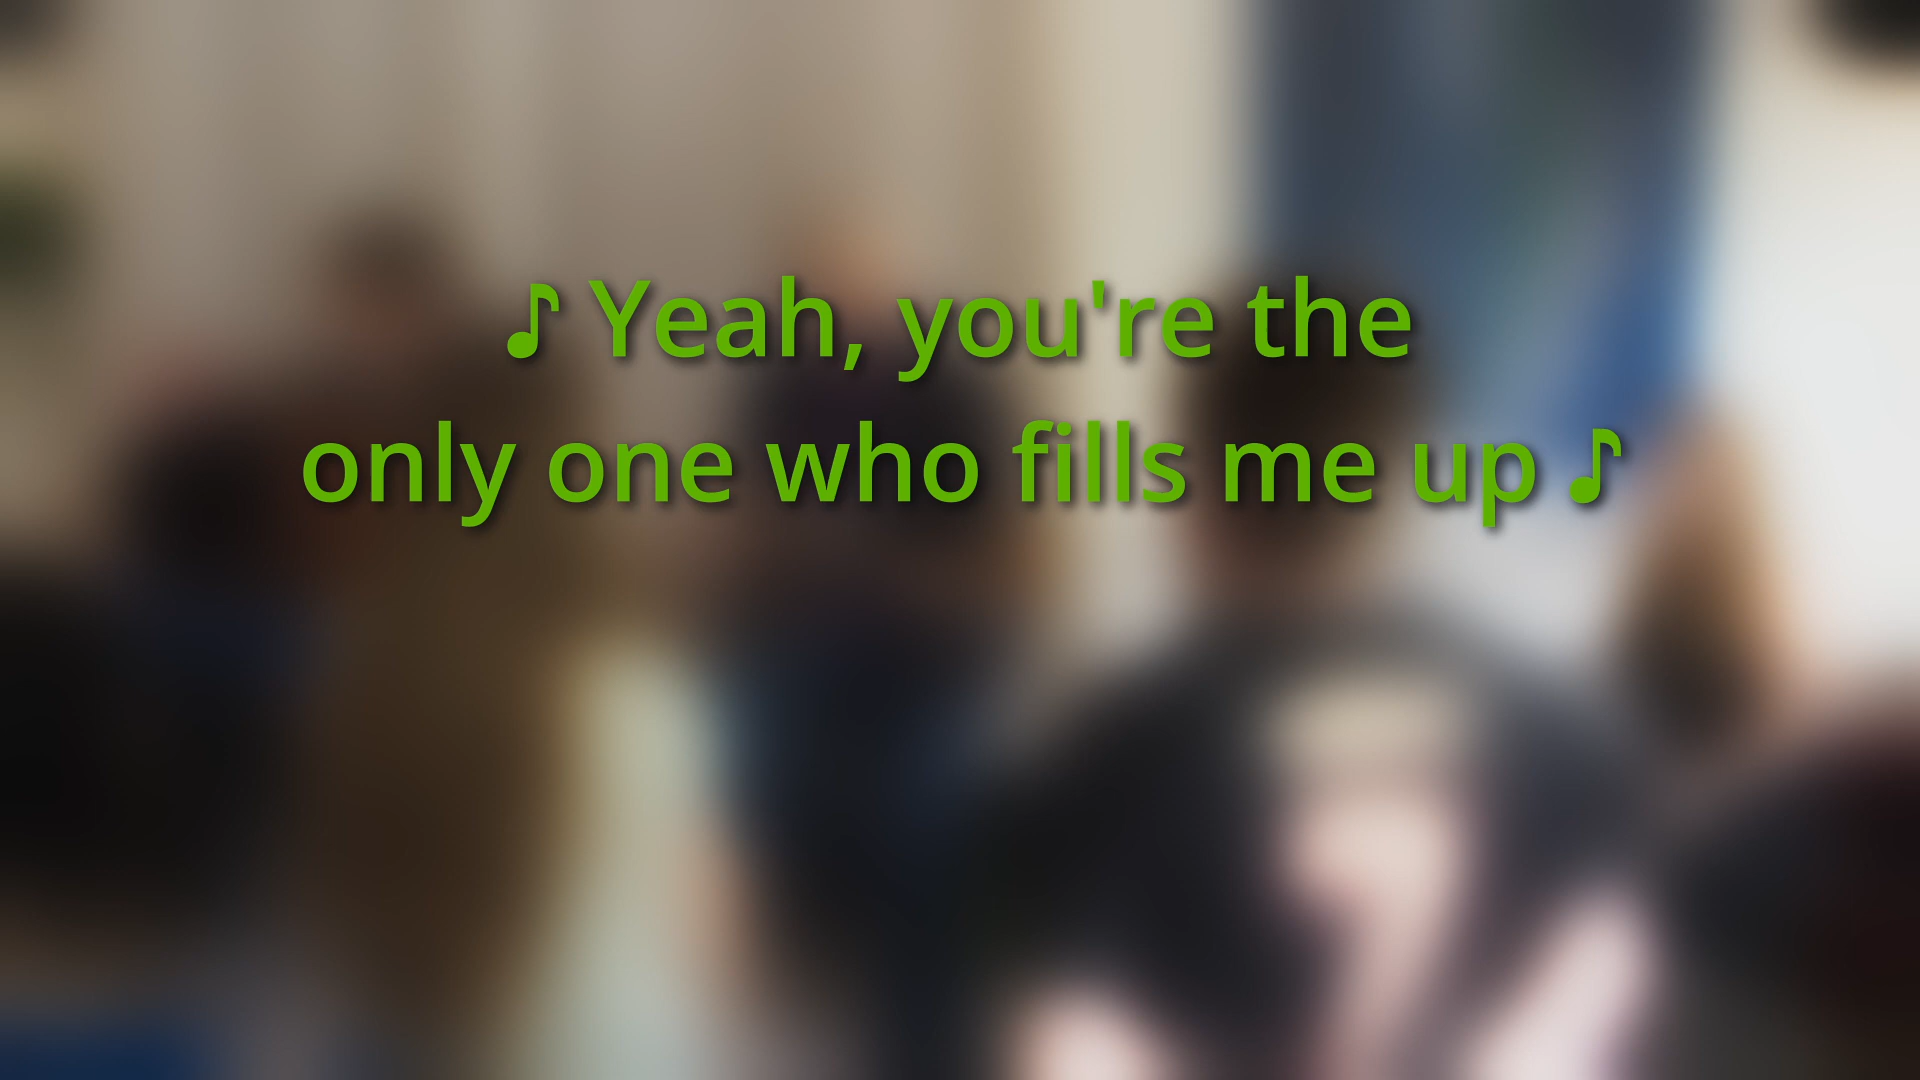 ♪ Yeah, you're the
only one who fills me up ♪